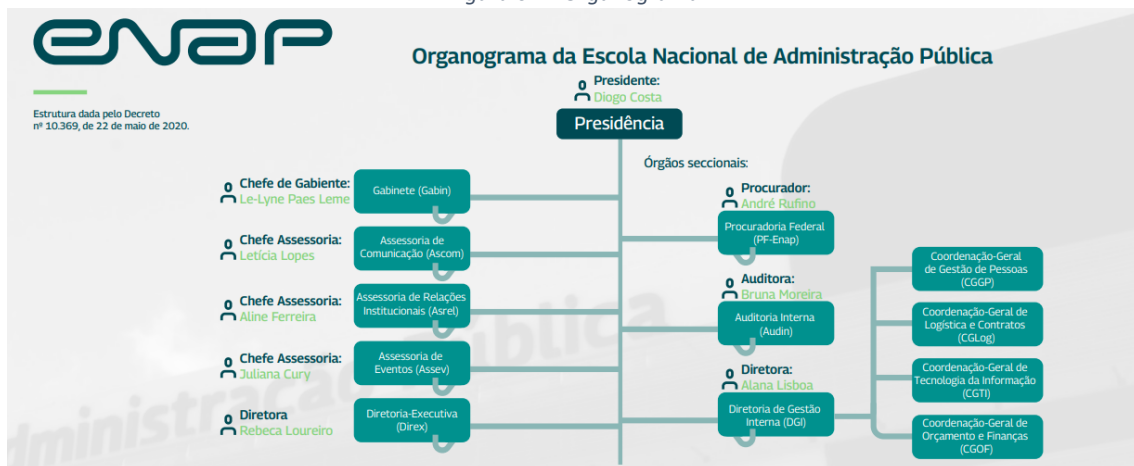 enap
Organograma da Escola Nacional de Administração Pública
Estrutura dada pelo Decreto
nº 10.369, de 22 de maio de 2020.
Presidente:
Diogo Costa
Presidência
Órgãos seccionais:
Chefe de Gabiente:
Le-Lyne Paes Leme
Gabinete (Gabin)
Chefe Assessoria:
Letícia Lopes
Assessoria de
Comunicação (Ascom)
Chefe Assessoria:
Aline Ferreira
Assessoria de Relações
Institucionais (Asrel)
Chefe Assessoria:
Juliana Cury
Assessoria de
Eventos (Assev)
Diretora
Rebeca Loureiro
Diretoria-Executiva
(Direx)
Procurador:
André Rufino
Procuradoria Federal
(PF-Enap)
Auditora:
Bruna Moreira
Auditoria Interna
(Audin)
Diretora:
Alana Lisboa
Diretoria de Gestão
Interna (DGI)
Coordenação-Geral
de Gestão de Pessoas
(CGGP)
Coordenação-Geral de
Logística e Contratos
(CGLog)
Coordenação-Geral de
Tecnologia da Informação
(CGTI)
Coordenação-Geral de
Orçamento e Finanças
(CGOF)